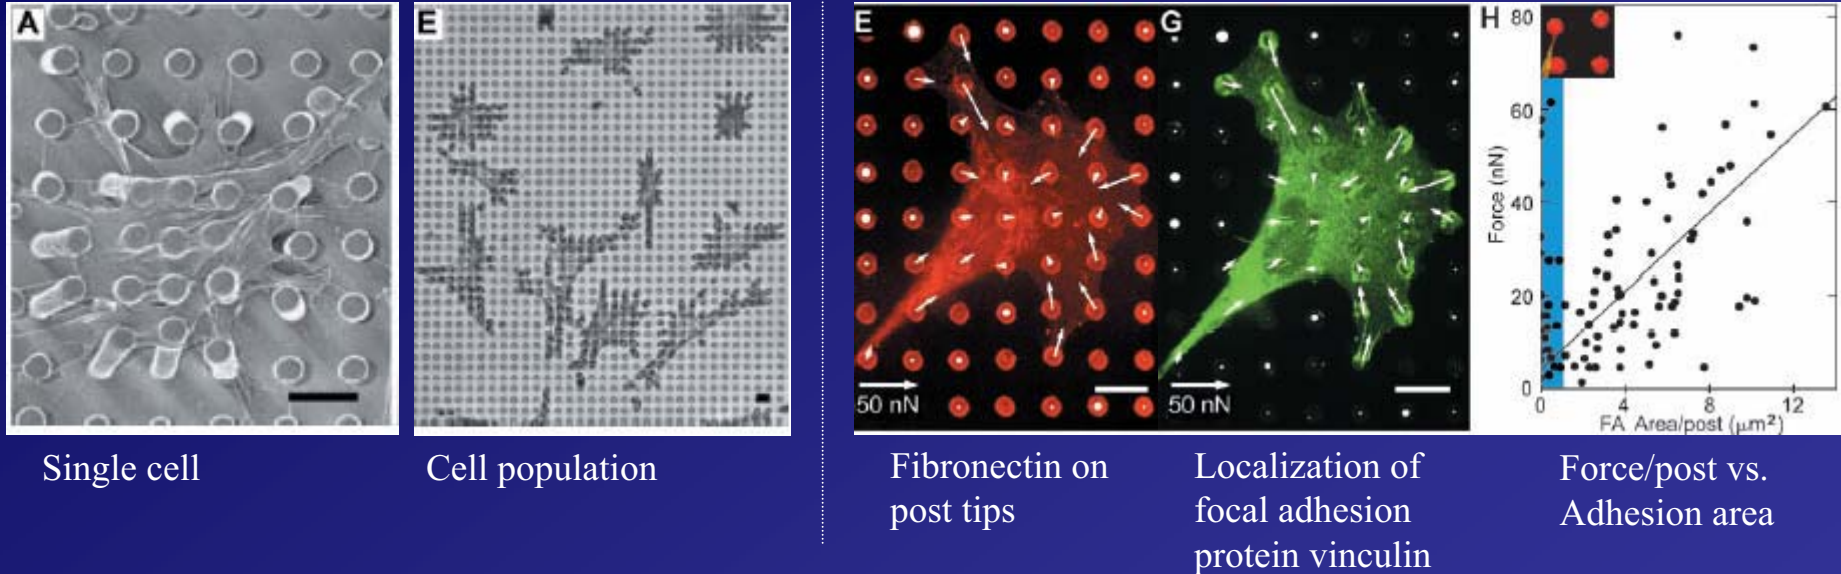 A
E
E
G
H
80
60
40
20
0
Force (nN)
0
4
8
12
FA Area/post (μm²)
50 nN
50 nN
Single cell
Cell population
Fibronectin on
post tips
Localization of
focal adhesion
protein vinculin
Force/post vs.
Adhesion area